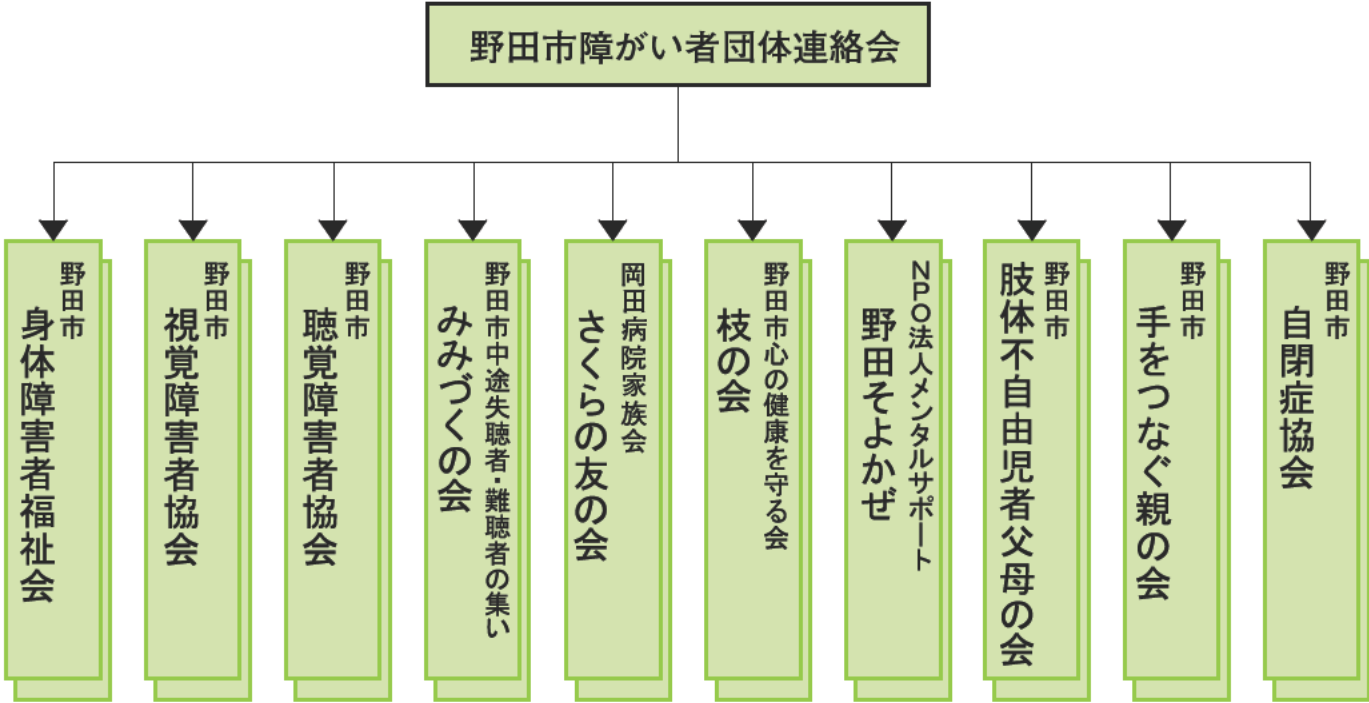 野田市障がい者団体連絡会
野田市
身体障害者福祉会
野田市
視覚障害者協会
野田市
聴覚障害者協会
野田市中途失聴者・難聴者の集い
みみづくの会
岡田病院家族会
さくらの友の会
野田市心の健康を守る会
枝の会
NPO法人メンタルサポート
野田そよかぜ
野田市
肢体不自由児者父母の会
野田市
手をつなぐ親の会
野田市
自閉症協会